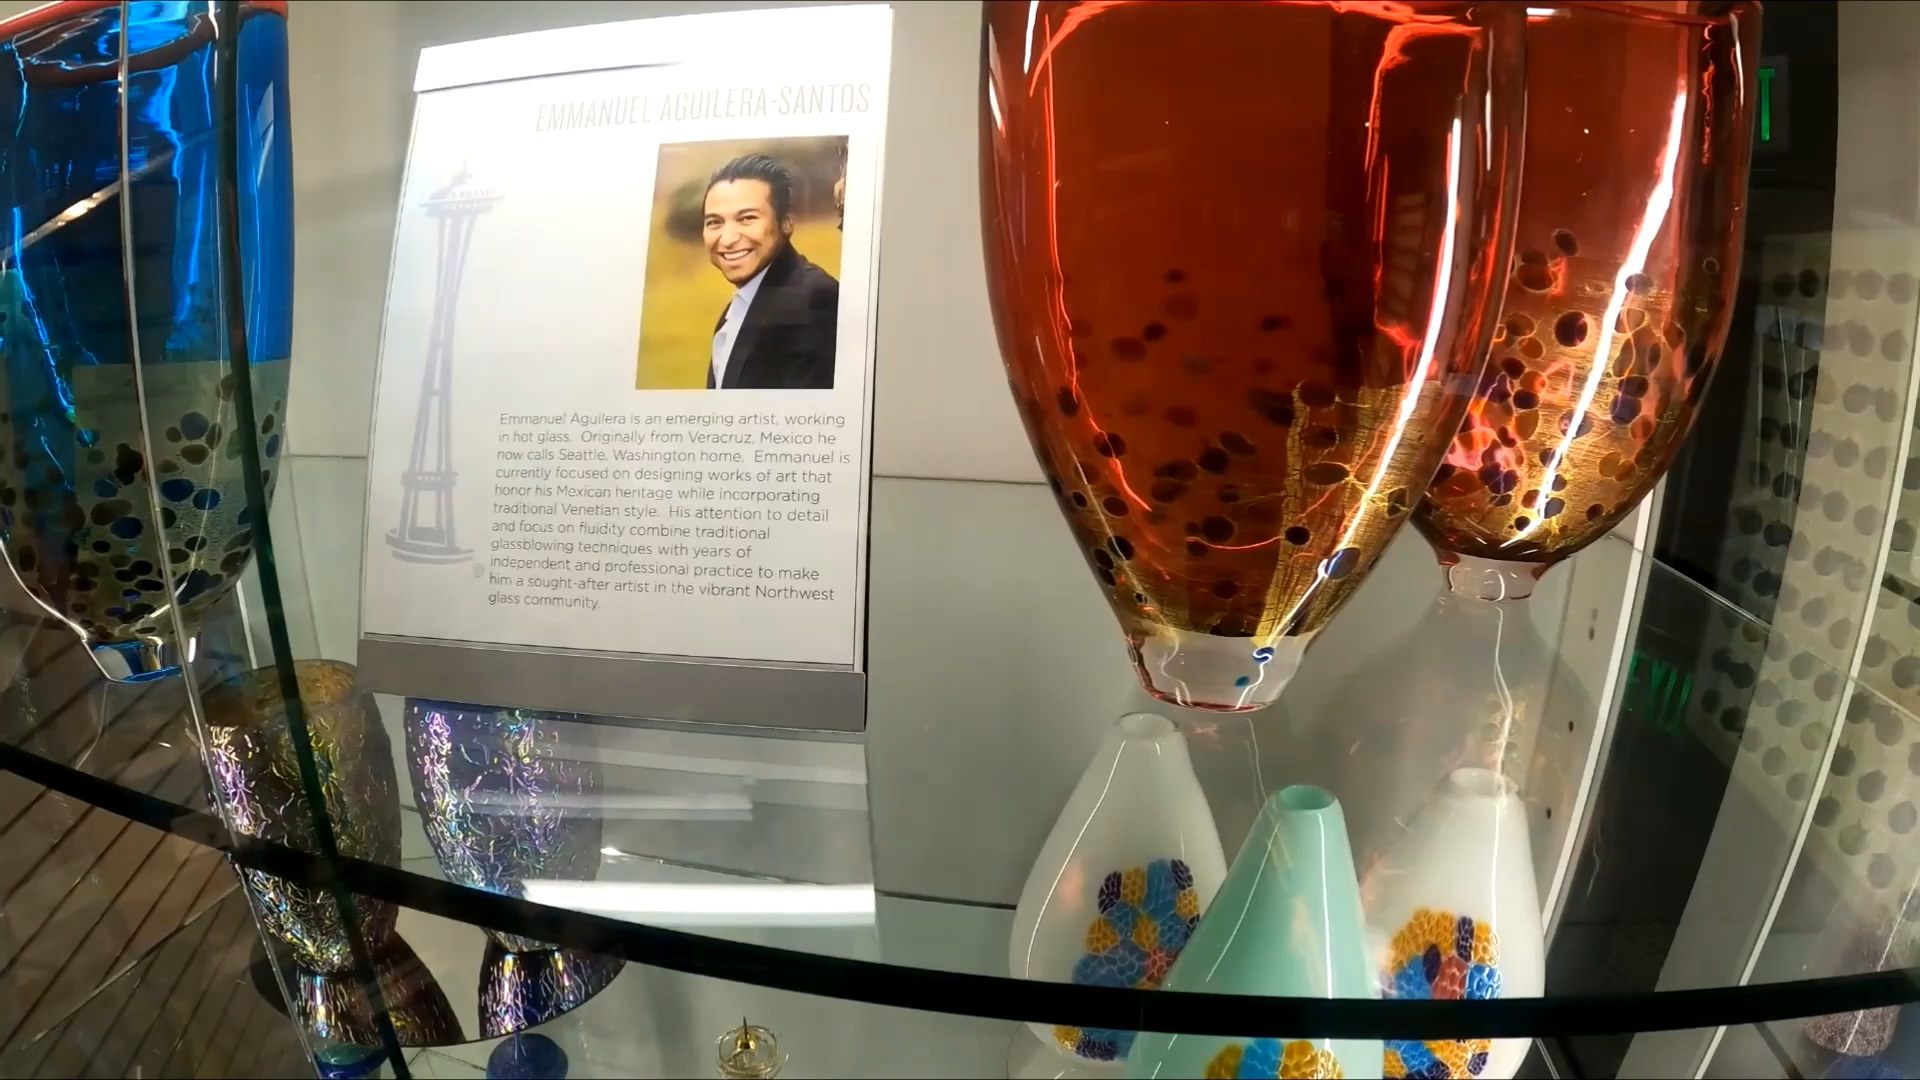 EMMANUEL AGUILERA-SANTOS
Emmanuel Aguilera is an emerging artist, working
in hot glass. Originally from Veracruz, Mexico he
now calls Seattle, Washington home. Emmanuel is
currently focused on designing works of art that
honor his Mexican heritage while incorporating
traditional Venetian style. His attention to detail
and focus on fluidity combine traditional
glassblowing techniques with years of
independent and professional practice to make
him a sought-after artist in the vibrant Northwest
glass community.